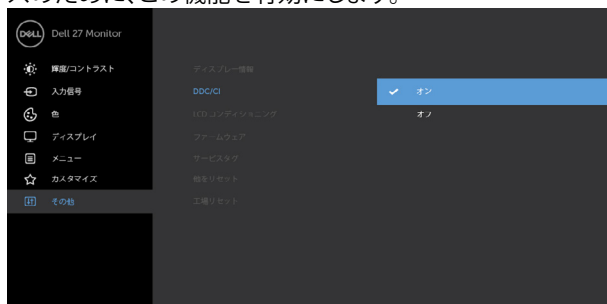 スのために、この機能を有効にします。
DELL Dell 27 Monitor
輝度/コントラスト
入力信号
色
ディスプレイ
メニュー
カスタマイズ
その他
ディスプレー情報
DDC/CI
LCDコンディショニング
ファームウェア
サービスタグ
他をリセット
工場リセット
オン
オフ